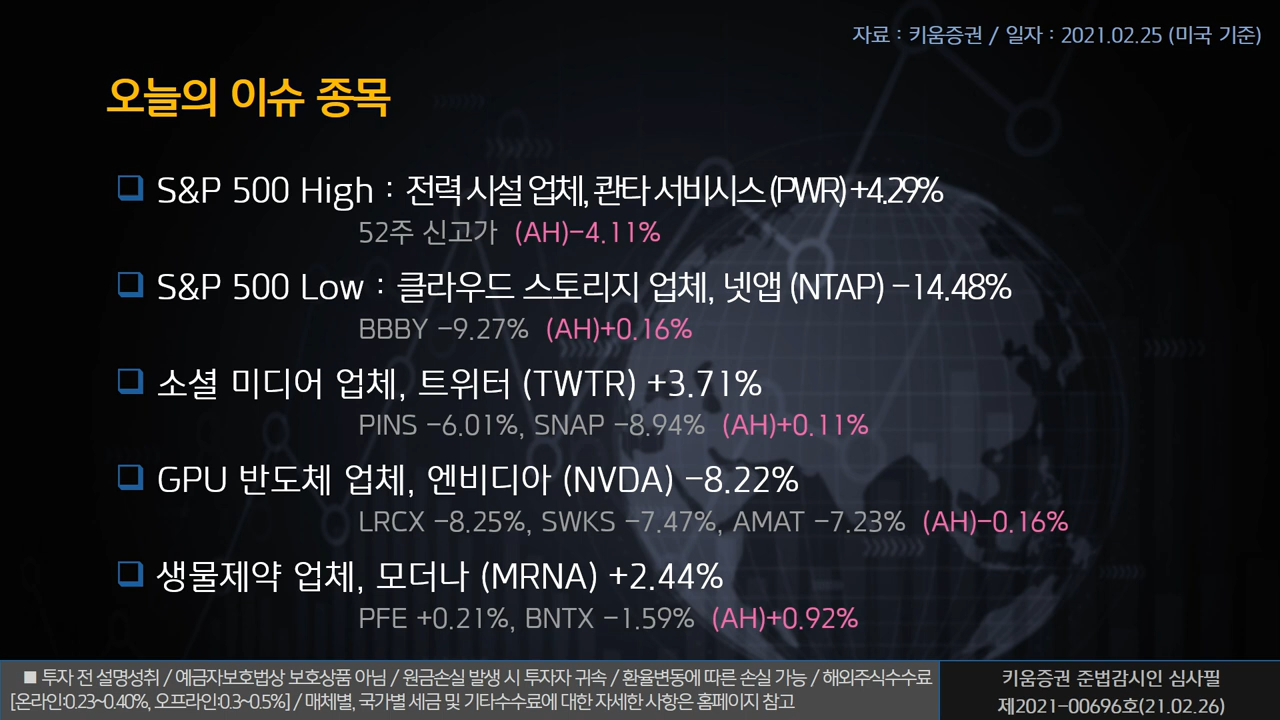 자료 : 키움증권 / 일자 : 2021.02.25 (미국 기준)
오늘의 이슈 종목
❑ S&P 500 High : 전력 시설 업체, 콴타 서비시스 (PWR) +4.29%
52주 신고가 (AH)-4.11%
❑ S&P 500 Low : 클라우드 스토리지 업체, 넷앱 (NTAP) -14.48%
BBBY -9.27% (AH)+0.16%
❑ 소셜 미디어 업체, 트위터 (TWTR) +3.71%
PINS -6.01%, SNAP -8.94% (AH)+0.11%
❑ GPU 반도체 업체, 엔비디아 (NVDA) -8.22%
LRCX -8.25%, SWKS -7.47%, AMAT -7.23% (AH)-0.16%
❑ 생물제약 업체, 모더나 (MRNA) +2.44%
PFE +0.21%, BNTX -1.59% (AH)+0.92%
■ 투자 전 설명성취 / 예금자보호법상 보호상품 아님 / 원금손실 발생 시 투자자 귀속 / 환율변동에 따른 손실 가능 / 해외주식수수료
[온라인:0.23~0.40%, 오프라인:0.3~0.5%] / 매체별, 국가별 세금 및 기타수수료에 대한 자세한 사항은 홈페이지 참고
키움증권 준법감시인 심사필
제2021-00696호(21.02.26)